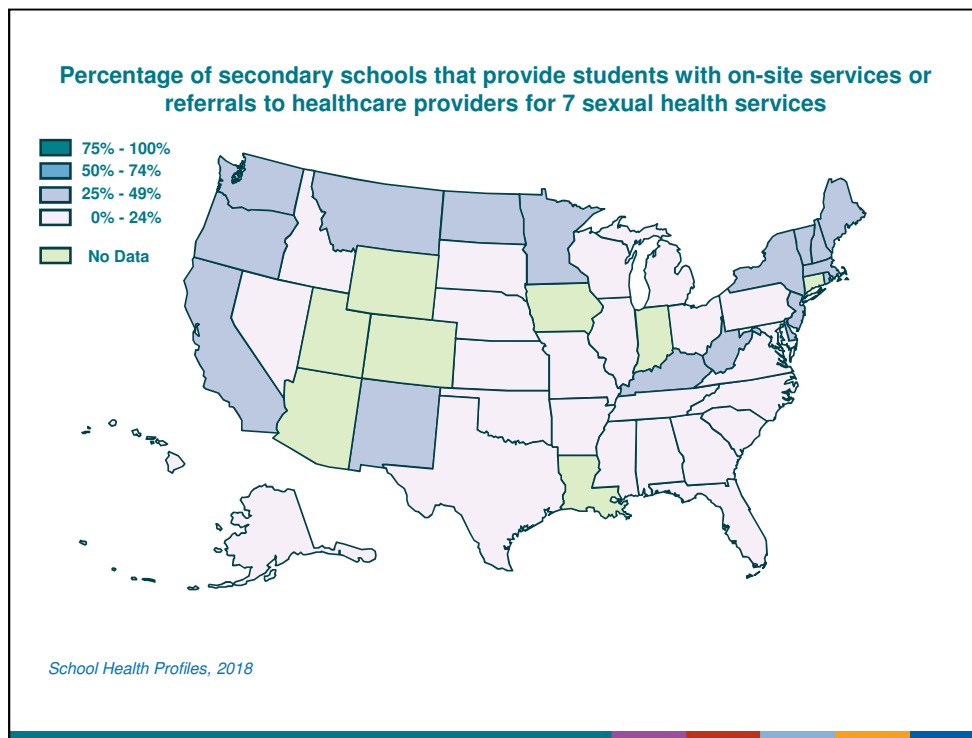 Percentage of secondary schools that provide students with on-site services or
referrals to healthcare providers for 7 sexual health services
75% - 100%
50% - 74%
25% - 49%
0% - 24%
No Data
School Health Profiles, 2018